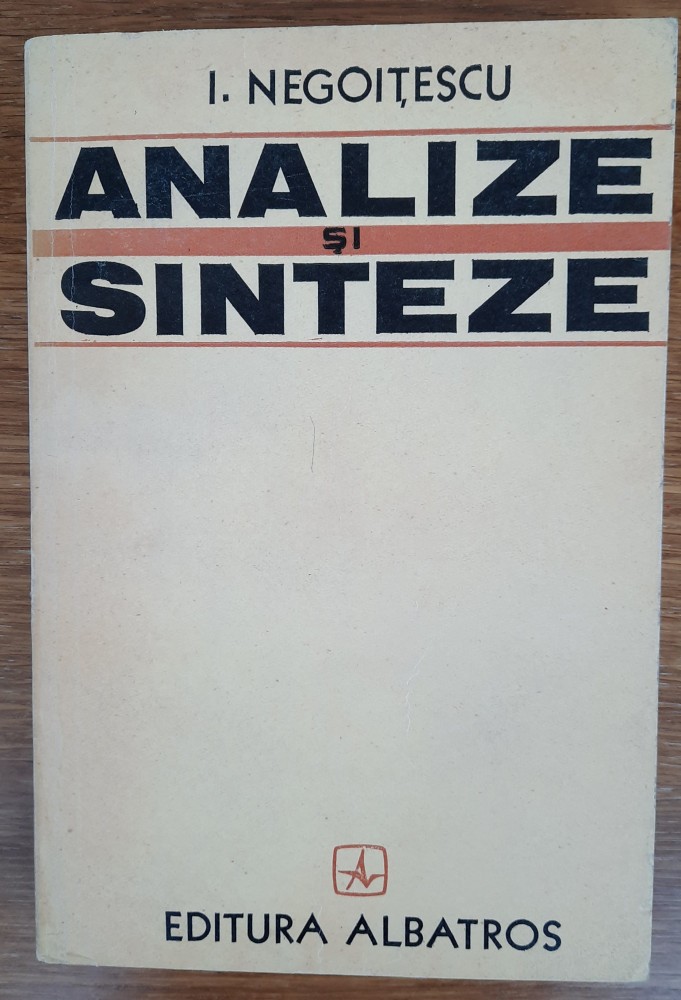 I. NEGOIȚESCU
ANALIZE
ȘI
SINTEZE
EDITURA ALBATROS